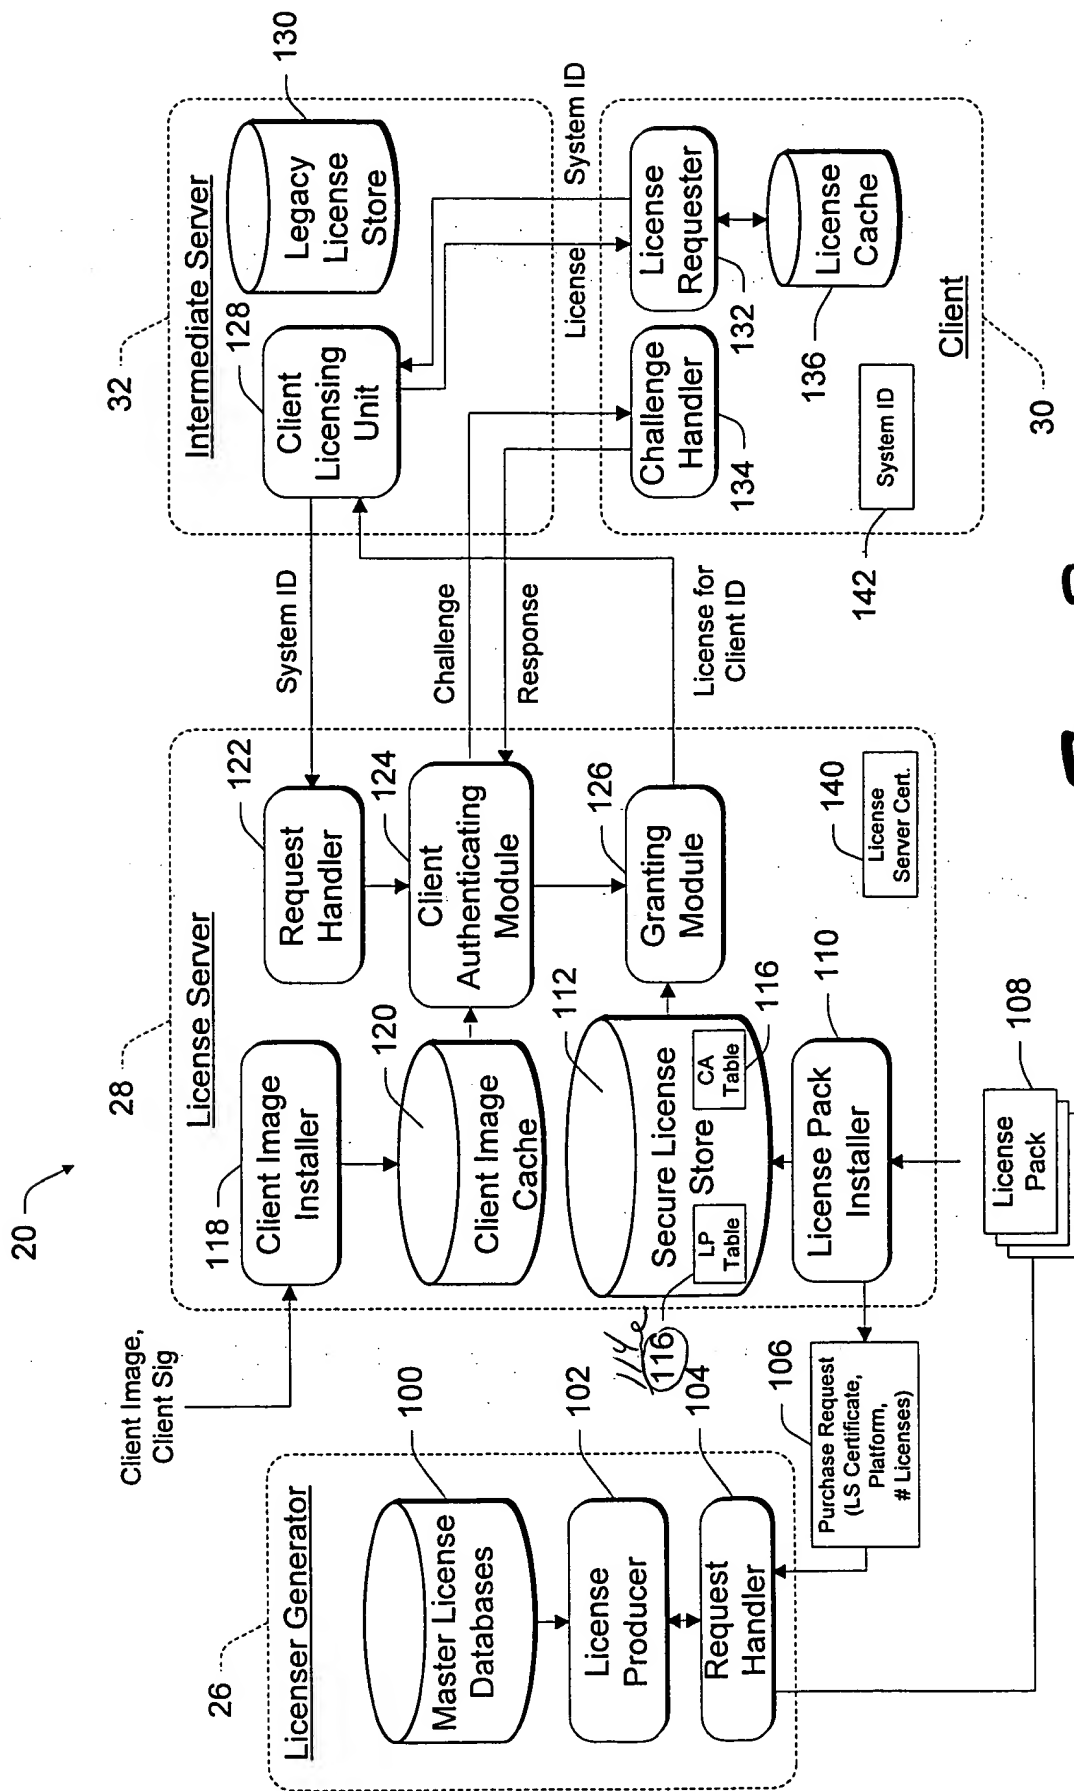 20
26
Licenser Generator
Master License
Databases
100
License
Producer
102
Request
Handler
104
Purchase Request
(LS Certificate,
Platform,
# Licenses)
106
Client Image,
Client Sig
28
License Server
Client Image
Installer
118
Client Image
Cache
120
Secure License
Store
112
LP
Table
114
116
CA
Table
116
License Pack
Installer
110
License
Pack
108
Request
Handler
122
Client
Authenticating
Module
124
Granting
Module
126
License
Server Cert.
140
System ID
Challenge
Response
License for
Client ID
32
Intermediate Server
Client
Licensing
Unit
128
Legacy
License
Store
130
License
System ID
Challenge
Handler
134
License
Requester
132
License
Cache
136
System ID
142
Client
30